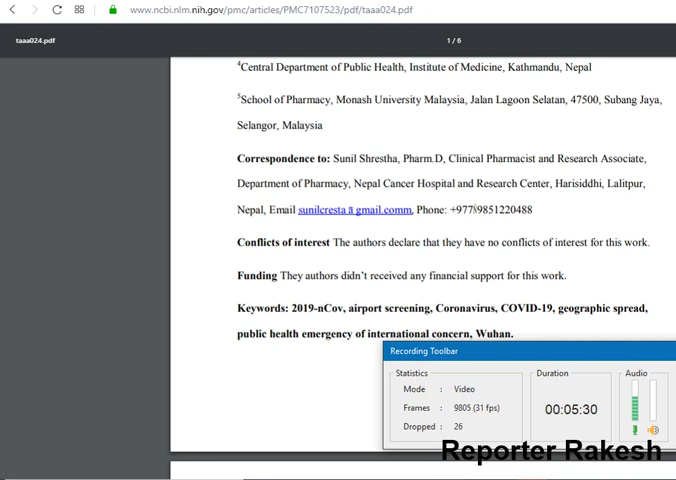 www.ncbi.nlm.nih.gov/pmc/articles/PMC7107523/pdf/taaa024.pdf
taaa024.pdf 1 / 6
4Central Department of Public Health, Institute of Medicine, Kathmandu, Nepal
5School of Pharmacy, Monash University Malaysia, Jalan Lagoon Selatan, 47500, Subang Jaya,
Selangor, Malaysia
Correspondence to: Sunil Shrestha, Pharm.D, Clinical Pharmacist and Research Associate,
Department of Pharmacy, Nepal Cancer Hospital and Research Center, Harisiddhi, Lalitpur,
Nepal, Email sunilcresta ā gmail.comm, Phone: +977 9851220488
Conflicts of interest The authors declare that they have no conflicts of interest for this work.
Funding They authors didn't received any financial support for this work.
Keywords: 2019-nCov, airport screening, Coronavirus, COVID-19, geographic spread,
public health emergency of international concern, Wuhan.
Recording Toolbar
Statistics Duration Audio
Mode : Video
Frames : 9805 (31 fps)
00:05:30
Dropped : 26
Reporter Rakesh